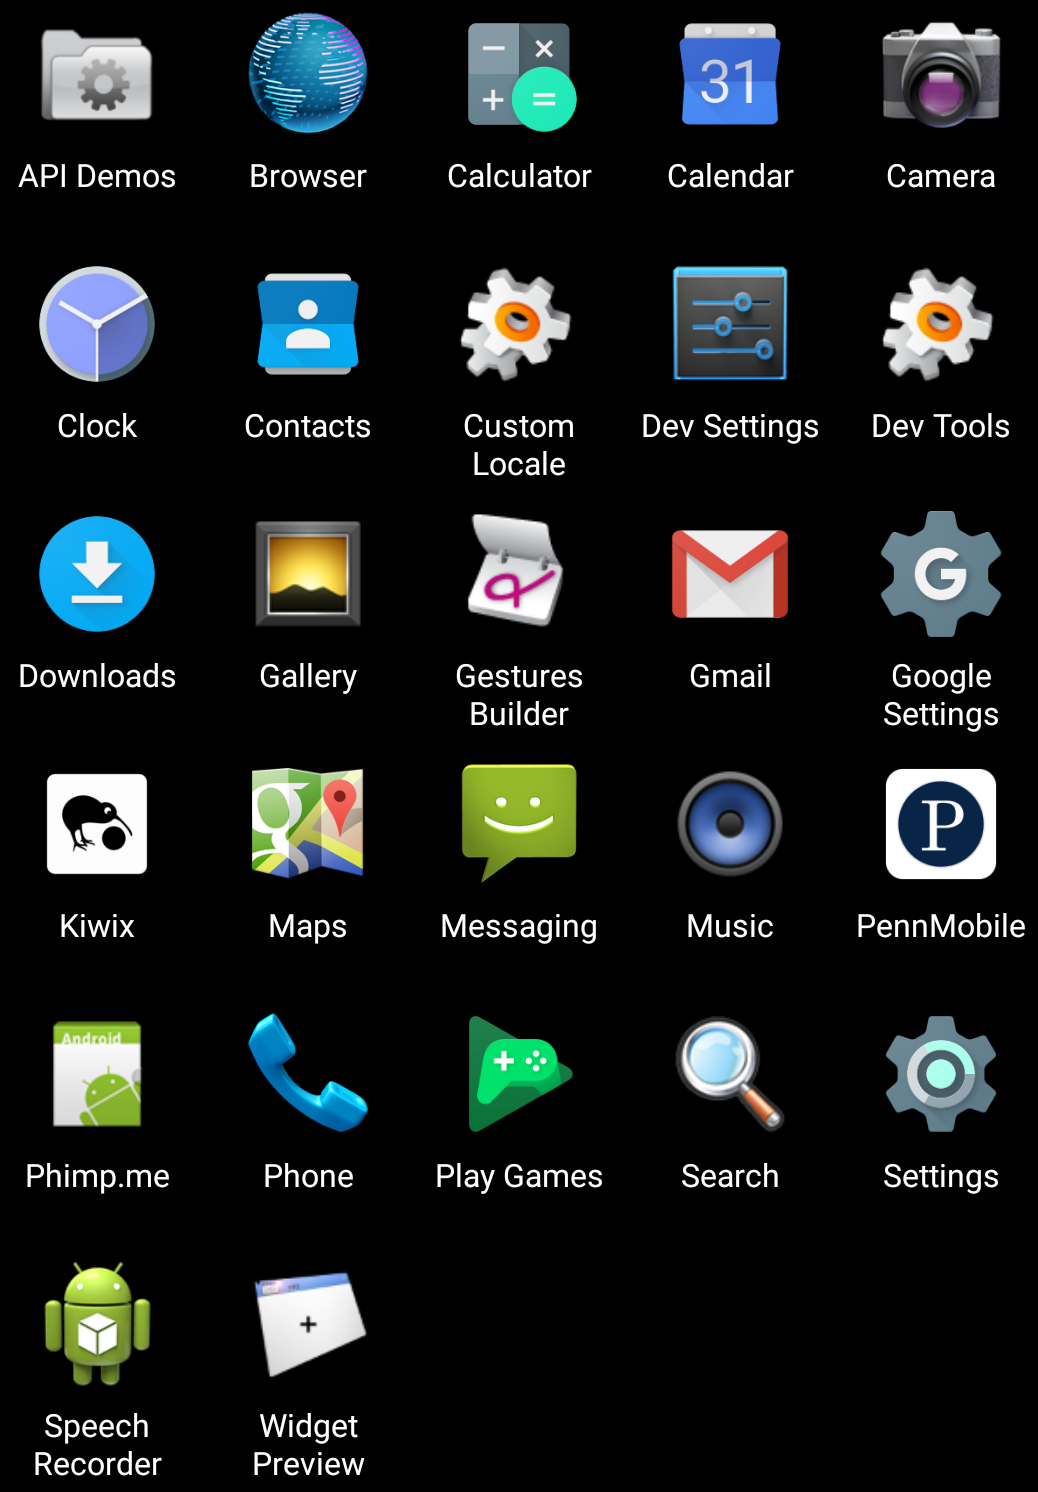 31
API Demos
Browser
Calculator
Calendar
Camera
Clock
Contacts
Custom
Locale
Dev Settings
Dev Tools
G
Downloads
Gallery
Gestures
Builder
Gmail
Google
Settings
g
P
Kiwix
Maps
Messaging
Music
PennMobile
Android
Phimp.me
Phone
Play Games
Search
Settings
Speech
Recorder
Widget
Preview